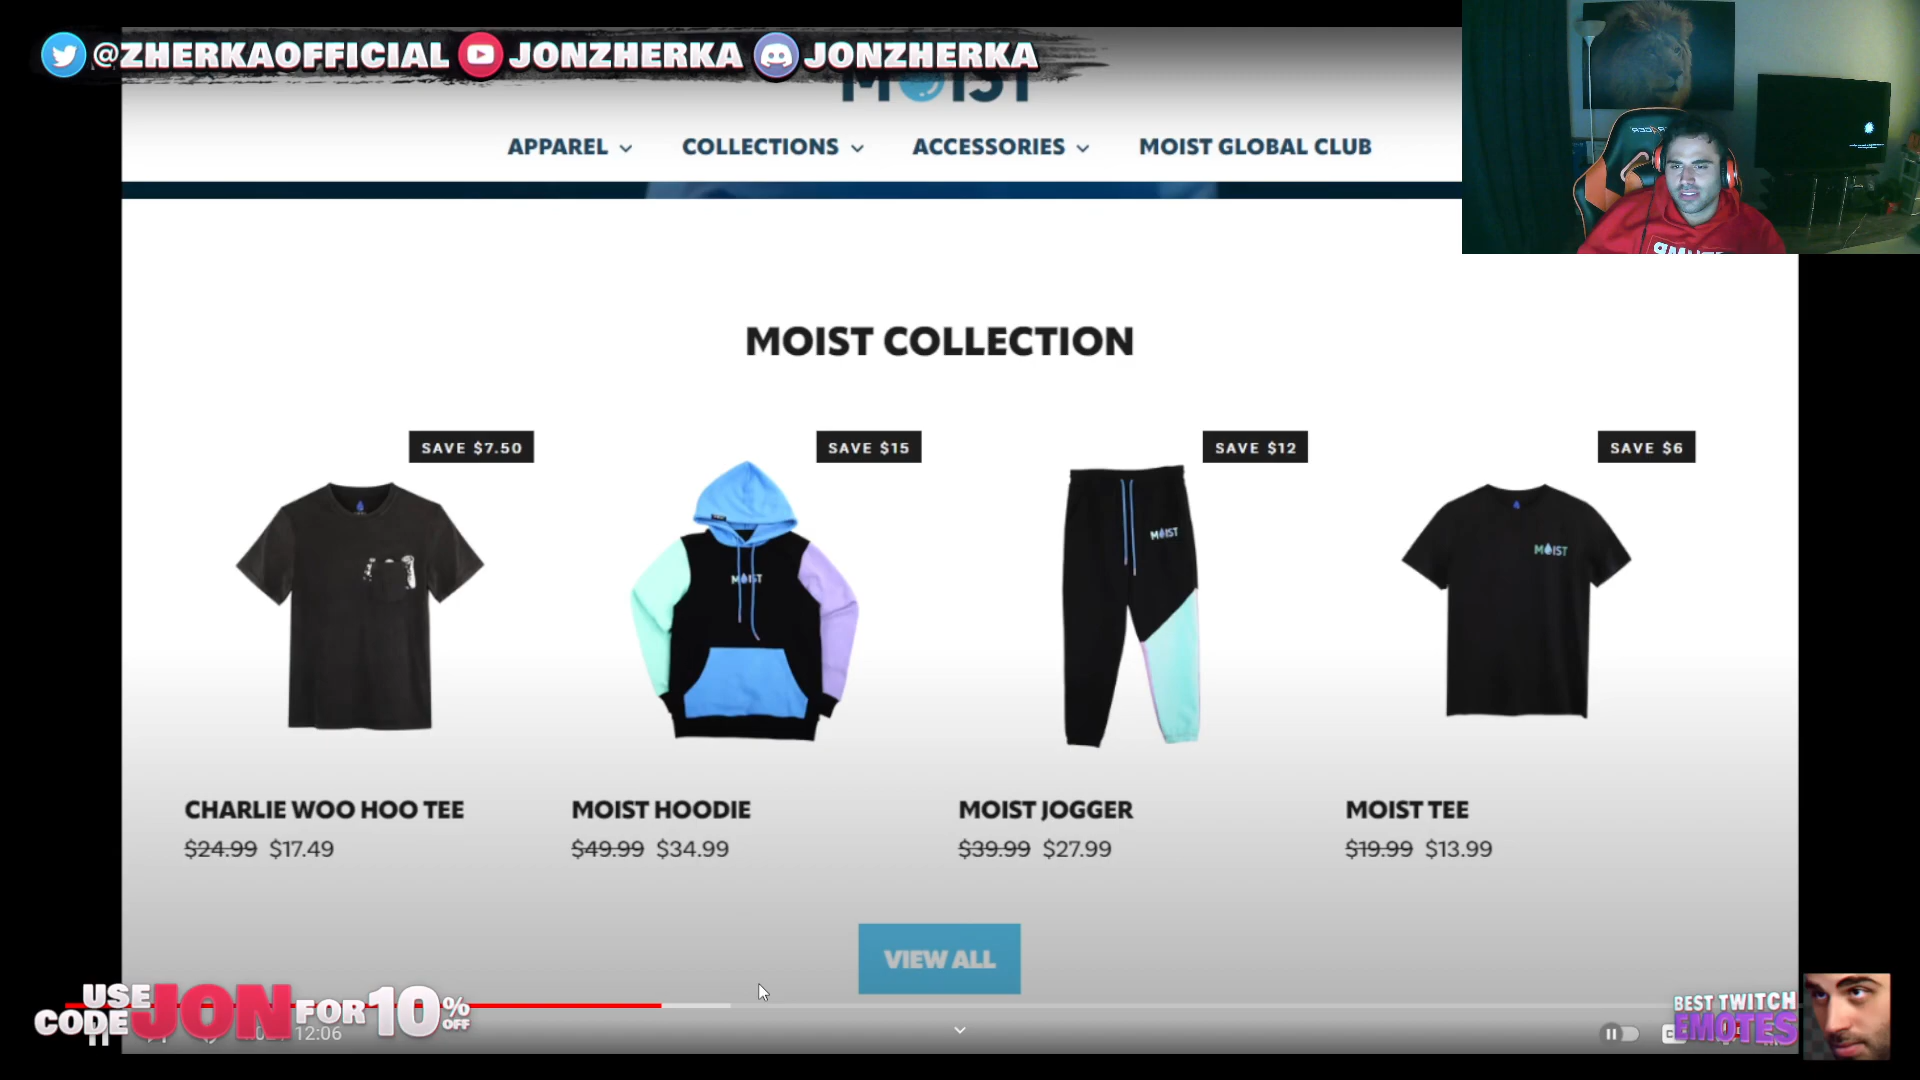 @ZHERKAOFFICIAL JONZHERKA JONZHERKA
MOIST
APPAREL COLLECTIONS ACCESSORIES MOIST GLOBAL CLUB
MOIST COLLECTION
SAVE $7.50 SAVE $15 SAVE $12 SAVE $6
MOIST
MOIST
MOIST
CHARLIE WOO HOO TEE MOIST HOODIE MOIST JOGGER MOIST TEE
$24.99 $17.49 $49.99 $34.99 $39.99 $27.99 $19.99 $13.99
VIEW ALL
USE CODE JON FOR 10% OFF
12:06
BEST TWITCH
EMOTES